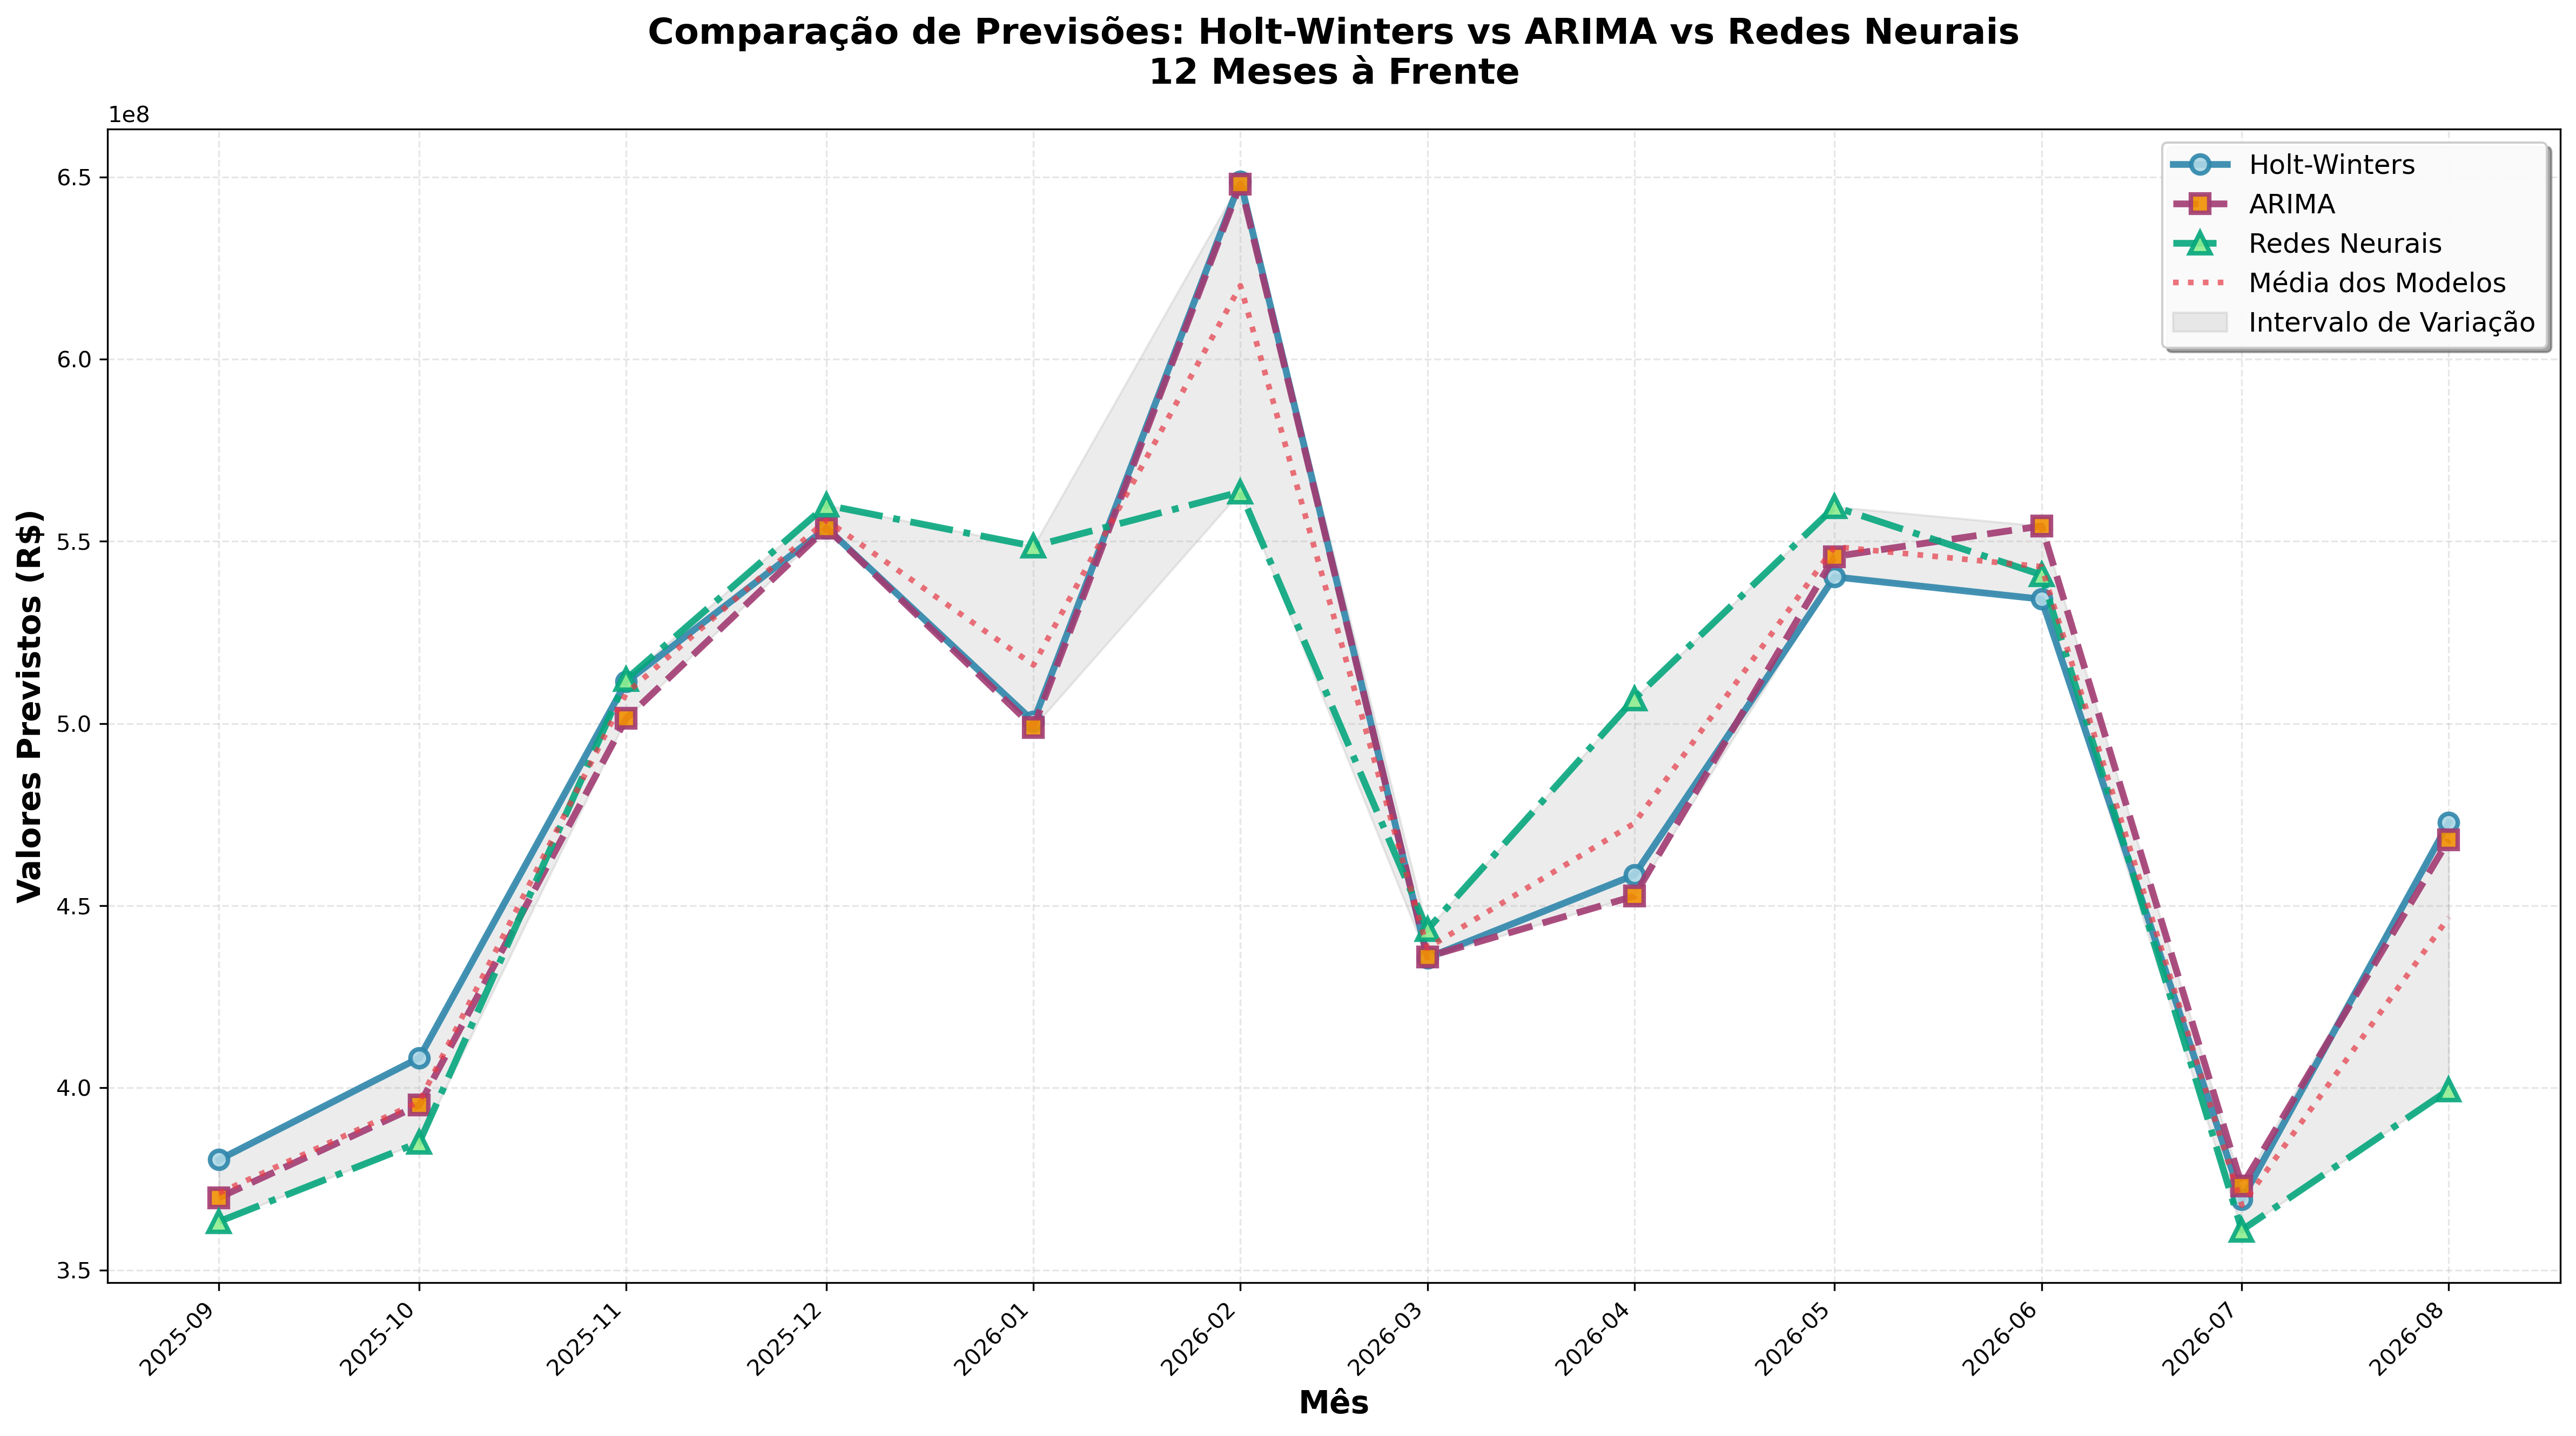 Comparação de Previsões: Holt-Winters vs ARIMA vs Redes Neurais
12 Meses à Frente
1e8
6.5
6.0
5.5
5.0
4.5
4.0
3.5
Valores Previstos (R$)
Holt-Winters
ARIMA
Redes Neurais
Média dos Modelos
Intervalo de Variação
2025-09
2025-10
2025-11
2025-12
2026-01
2026-02
2026-03
2026-04
2026-05
2026-06
2026-07
2026-08
Mês